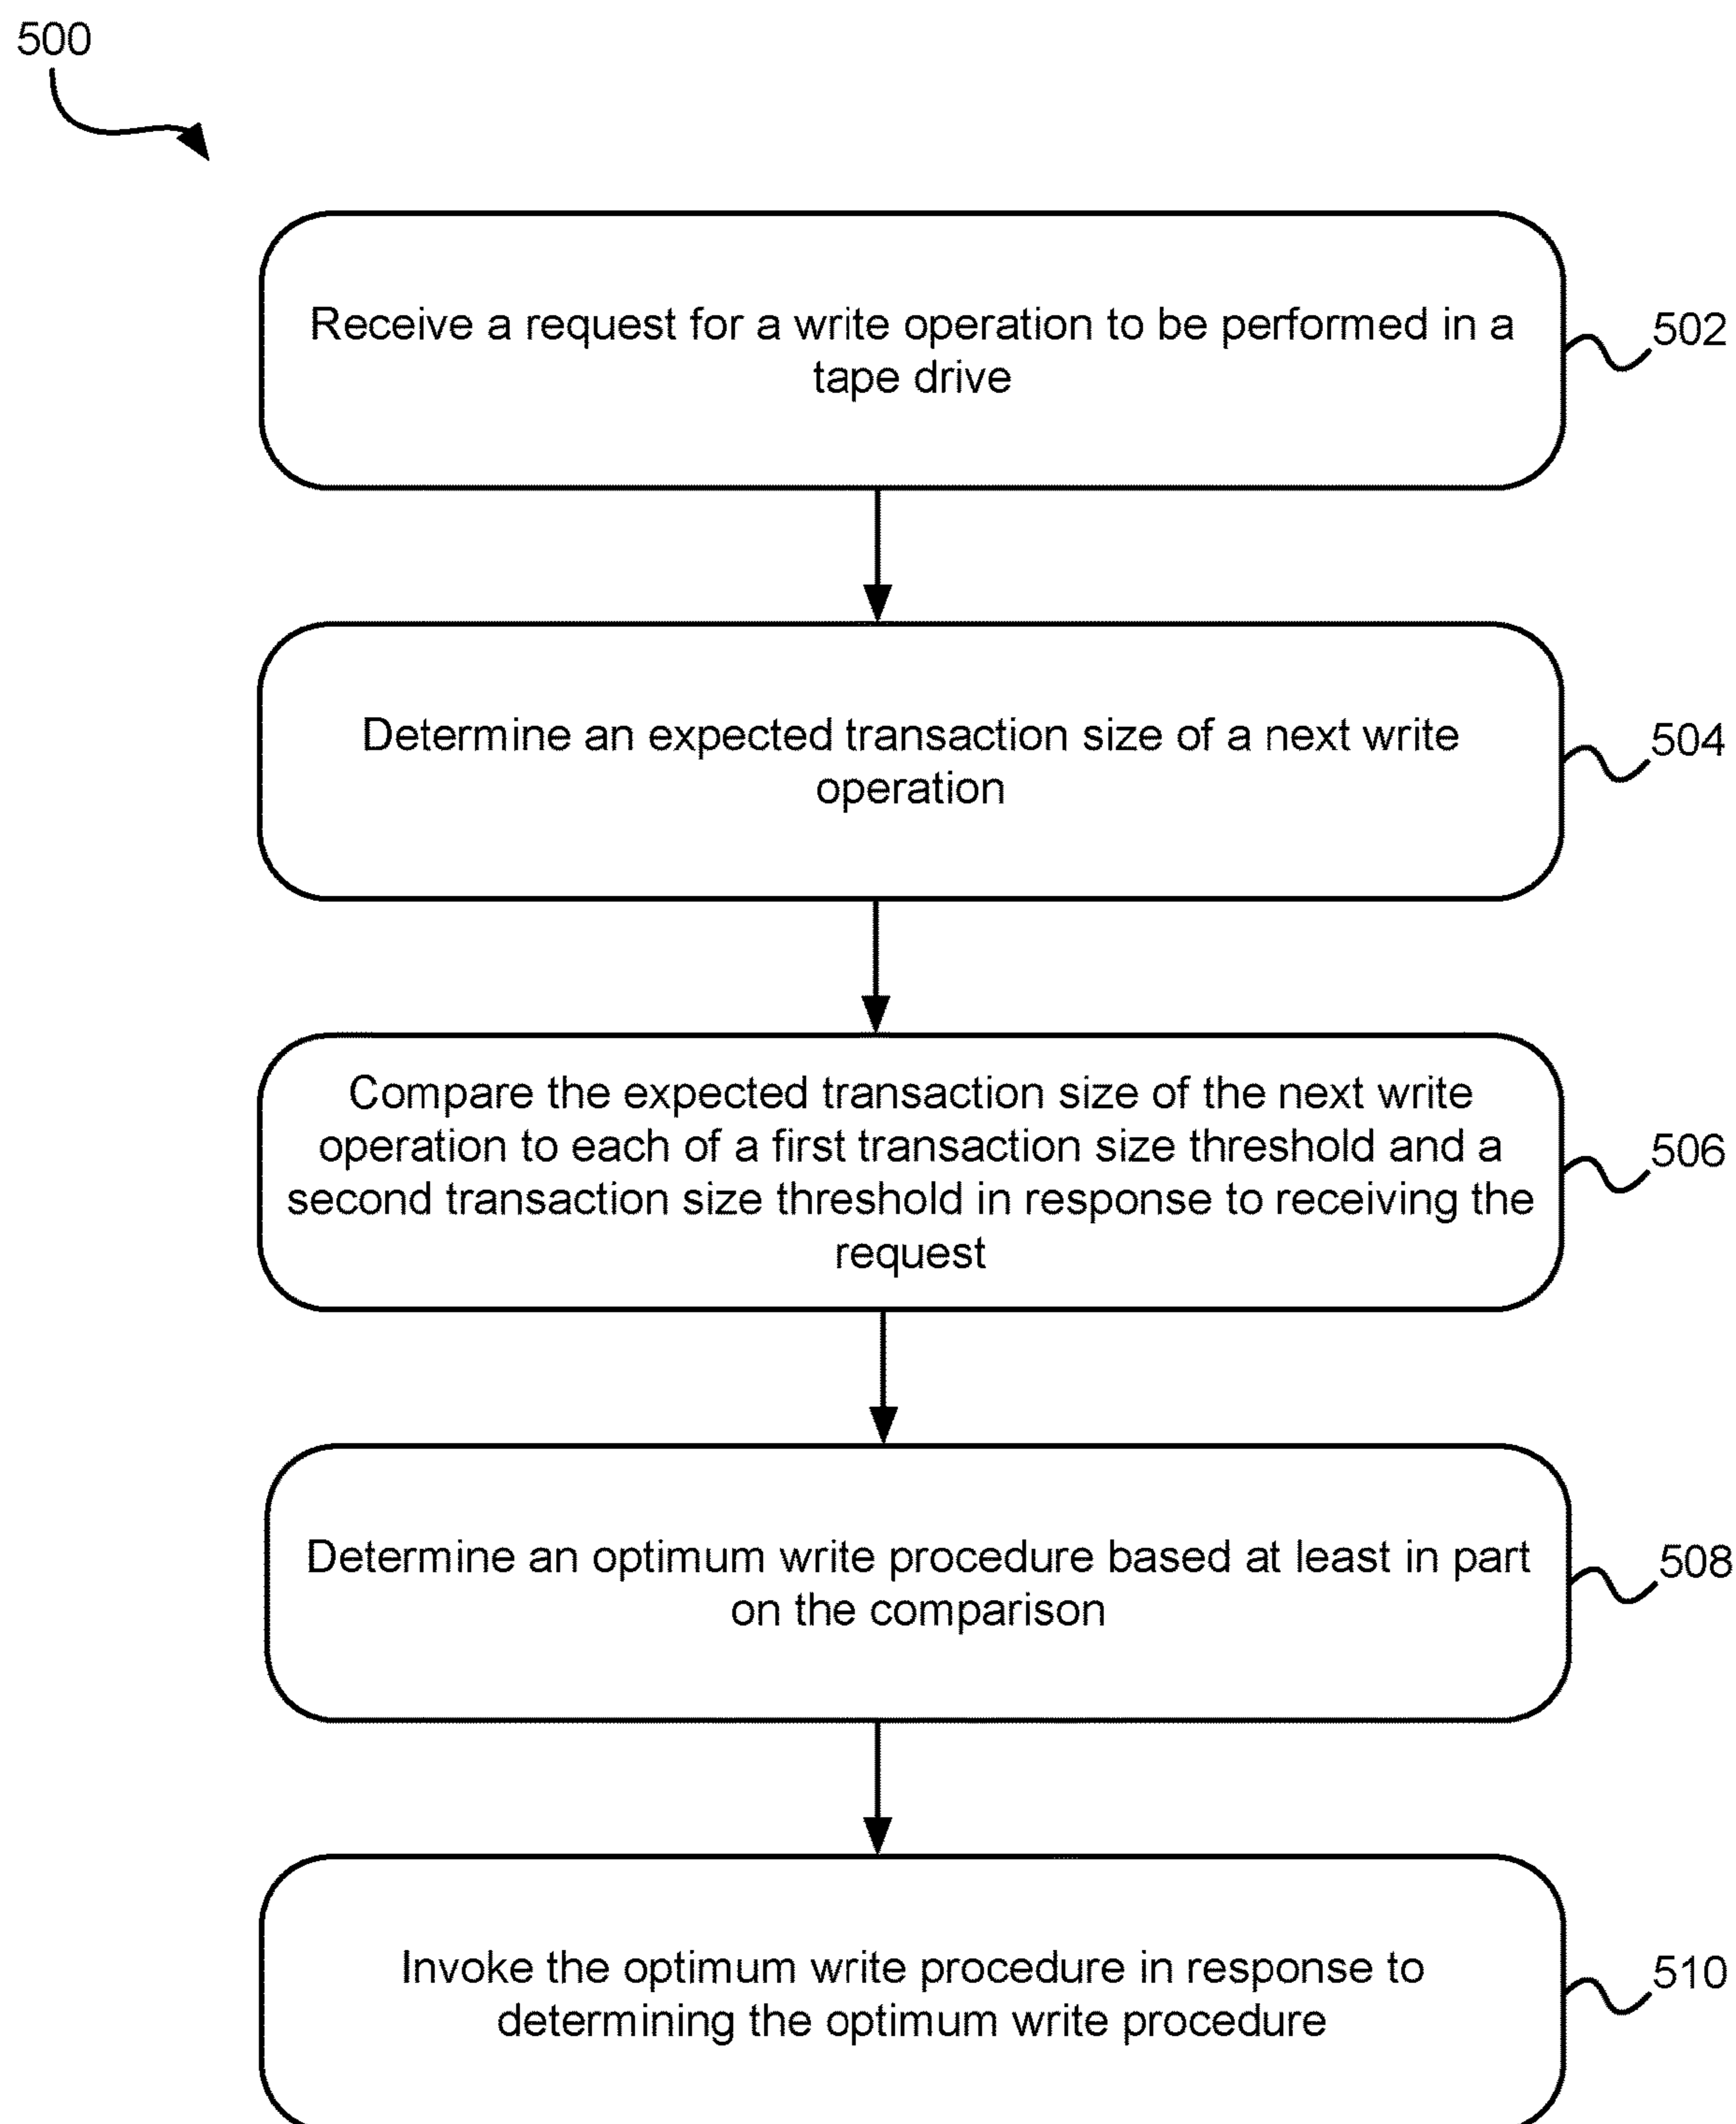 500
Receive a request for a write operation to be performed in a
tape drive
502
Determine an expected transaction size of a next write
operation
504
Compare the expected transaction size of the next write
operation to each of a first transaction size threshold and a
second transaction size threshold in response to receiving the
request
506
Determine an optimum write procedure based at least in part
on the comparison
508
Invoke the optimum write procedure in response to
determining the optimum write procedure
510